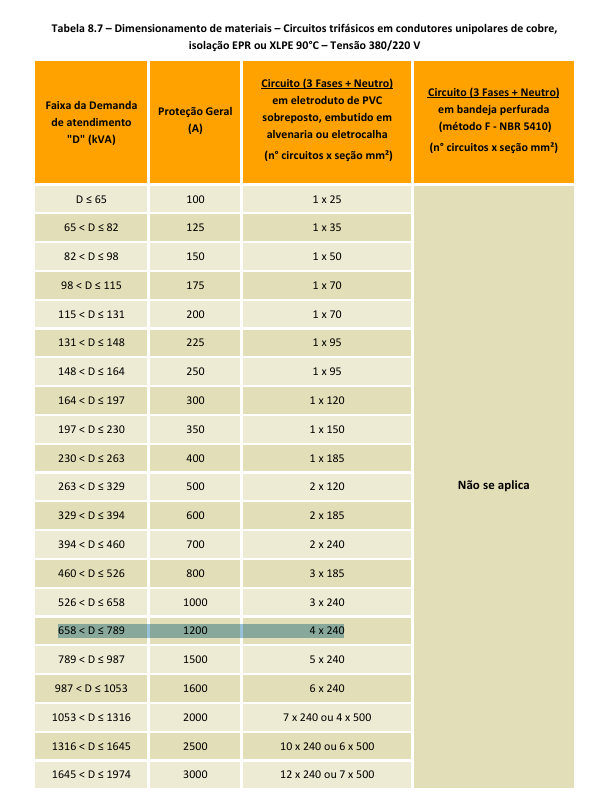 Tabela 8.7 – Dimensionamento de materiais – Circuitos trifásicos em condutores unipolares de cobre,
isolação EPR ou XLPE 90°C – Tensão 380/220 V
Faixa da Demanda
de atendimento
"D" (kVA)
Proteção Geral
(A)
Circuito (3 Fases + Neutro)
em eletroduto de PVC
sobreposto, embutido em
alvenaria ou eletrocalha
(n° circuitos x seção mm²)
Circuito (3 Fases + Neutro)
em bandeja perfurada
(método F - NBR 5410)
(n° circuitos x seção mm²)
D ≤ 65 100 1 x 25
65 < D ≤ 82 125 1 x 35
82 < D ≤ 98 150 1 x 50
98 < D ≤ 115 175 1 x 70
115 < D ≤ 131 200 1 x 70
131 < D ≤ 148 225 1 x 95
148 < D ≤ 164 250 1 x 95
164 < D ≤ 197 300 1 x 120
197 < D ≤ 230 350 1 x 150
230 < D ≤ 263 400 1 x 185
263 < D ≤ 329 500 2 x 120
Não se aplica
329 < D ≤ 394 600 2 x 185
394 < D ≤ 460 700 2 x 240
460 < D ≤ 526 800 3 x 185
526 < D ≤ 658 1000 3 x 240
658 < D ≤ 789 1200 4 x 240
789 < D ≤ 987 1500 5 x 240
987 < D ≤ 1053 1600 6 x 240
1053 < D ≤ 1316 2000 7 x 240 ou 4 x 500
1316 < D ≤ 1645 2500 10 x 240 ou 6 x 500
1645 < D ≤ 1974 3000 12 x 240 ou 7 x 500